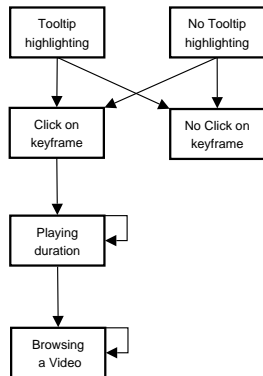 Tooltip
highlighting
No Tooltip
highlighting
Click on
keyframe
No Click on
keyframe
Playing
duration
Browsing
a Video